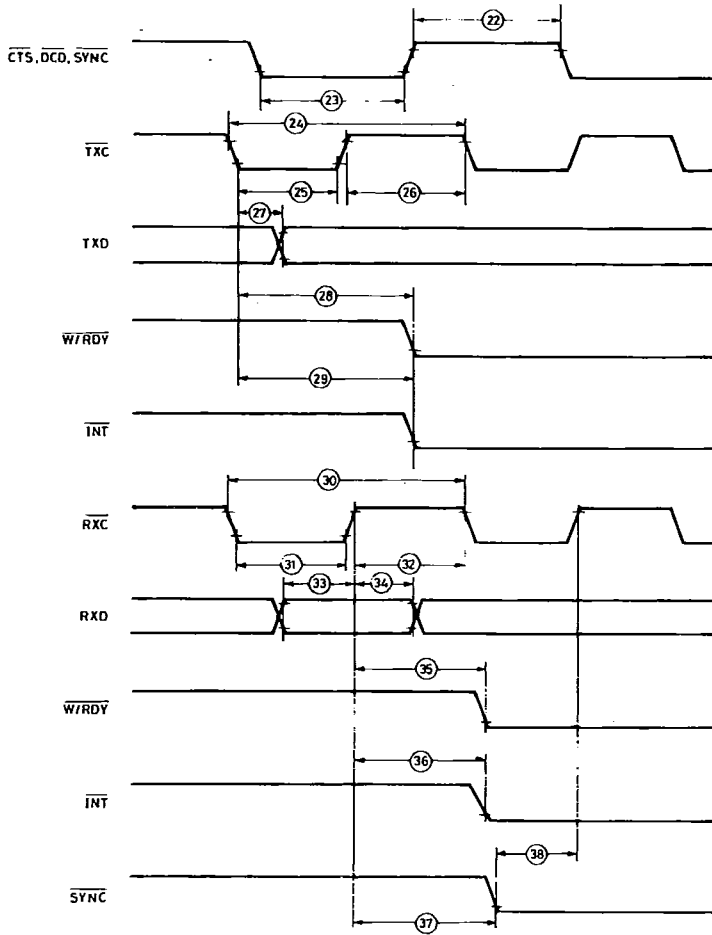 22
CTS, DCD, SYNC
23
24
TXC
25 26
27
TXD
28
W/RDY
29
INT
30
RXC
31 32
33 34
RXD
35
W/RDY
36
INT
38
SYNC
37